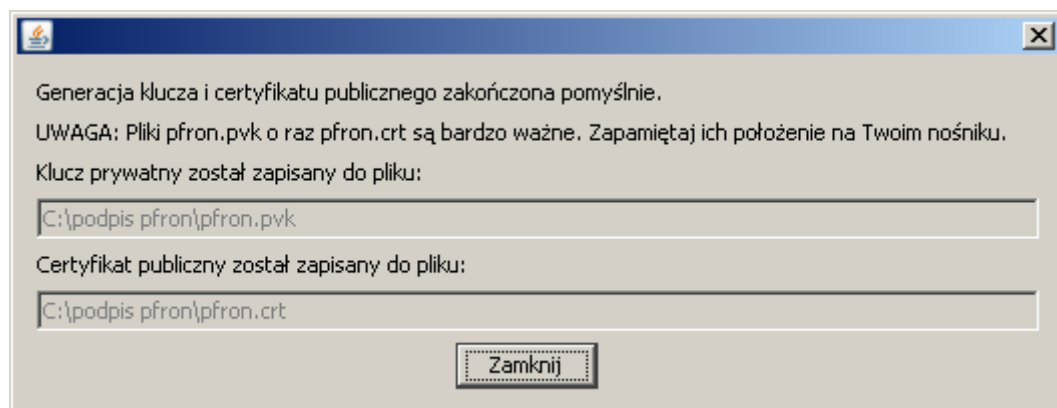 Generacja klucza i certyfikatu publicznego zakończona pomyślnie.
UWAGA: Pliki pfron.pvk o raz pfron.crt są bardzo ważne. Zapamiętaj ich położenie na Twoim nośniku.
Klucz prywatny został zapisany do pliku:
C:\podpis pfron\pfron.pvk
Certyfikat publiczny został zapisany do pliku:
C:\podpis pfron\pfron.crt
Zamknij